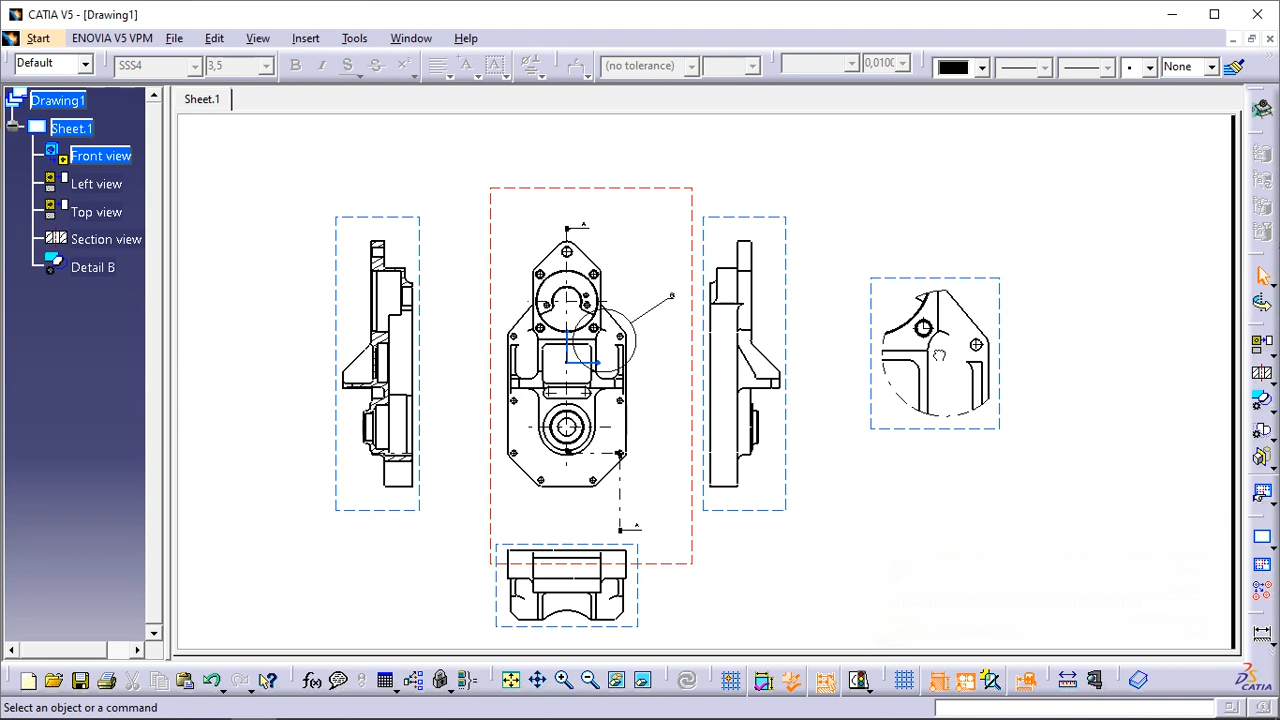 CATIA V5 - [Drawing1]
Start ENOVIA V5 VPM File Edit View Insert Tools Window Help
Default SSS4 3,5 B I S S (no tolerance) 0,0100 None
Drawing1
Sheet.1
Front view
Left view
Top view
Section view
Detail B
Sheet.1
A
B
A
f(x)
CATIA
Select an object or a command